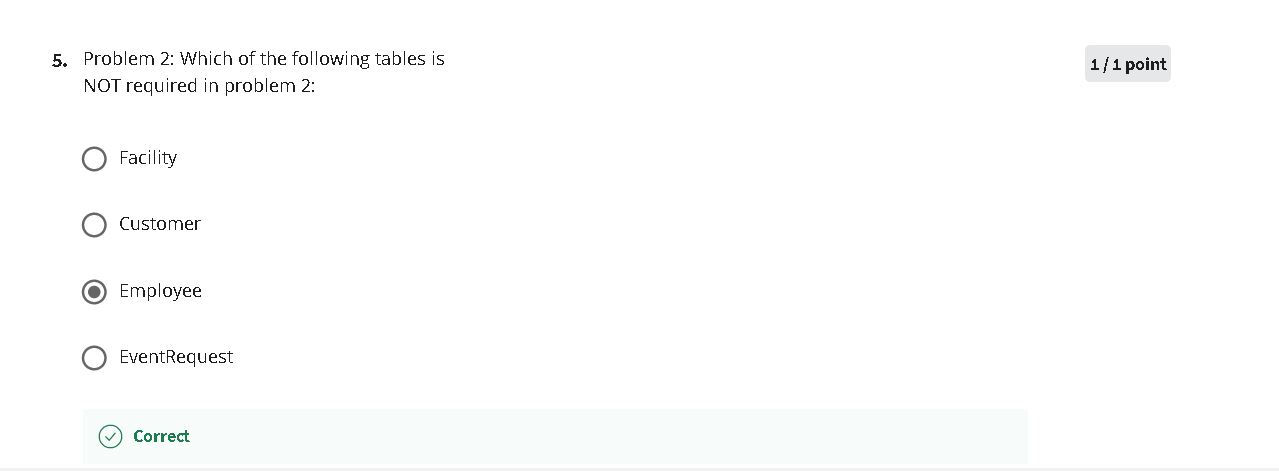 5. Problem 2: Which of the following tables is
NOT required in problem 2:
1 / 1 point
Facility
Customer
Employee
EventRequest
Correct